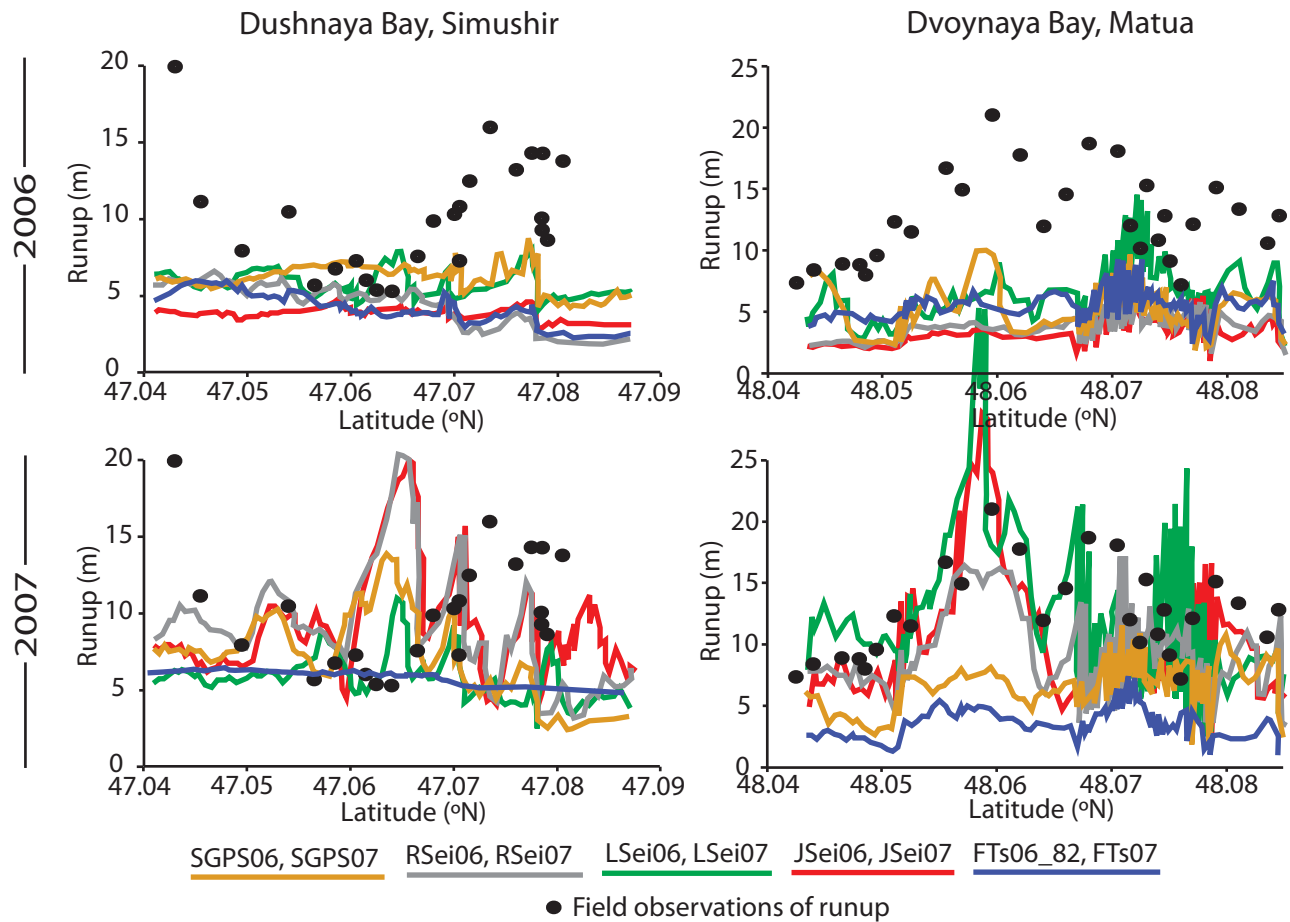 Dushnaya Bay, Simushir
Dvoynaya Bay, Matua
2006
Runup (m)
20
15
10
5
0
47.04 47.05 47.06 47.07 47.08 47.09
Latitude (ºN)
Runup (m)
25
20
15
10
5
0
48.04 48.05 48.06 48.07 48.08
Latitude (ºN)
2007
Runup (m)
20
15
10
5
0
47.04 47.05 47.06 47.07 47.08 47.09
Latitude (ºN)
Runup (m)
25
20
15
10
5
0
48.04 48.05 48.06 48.07 48.08
Latitude (ºN)
SGPS06, SGPS07 RSei06, RSei07 LSei06, LSei07 JSei06, JSei07 FTs06_82, FTs07
Field observations of runup